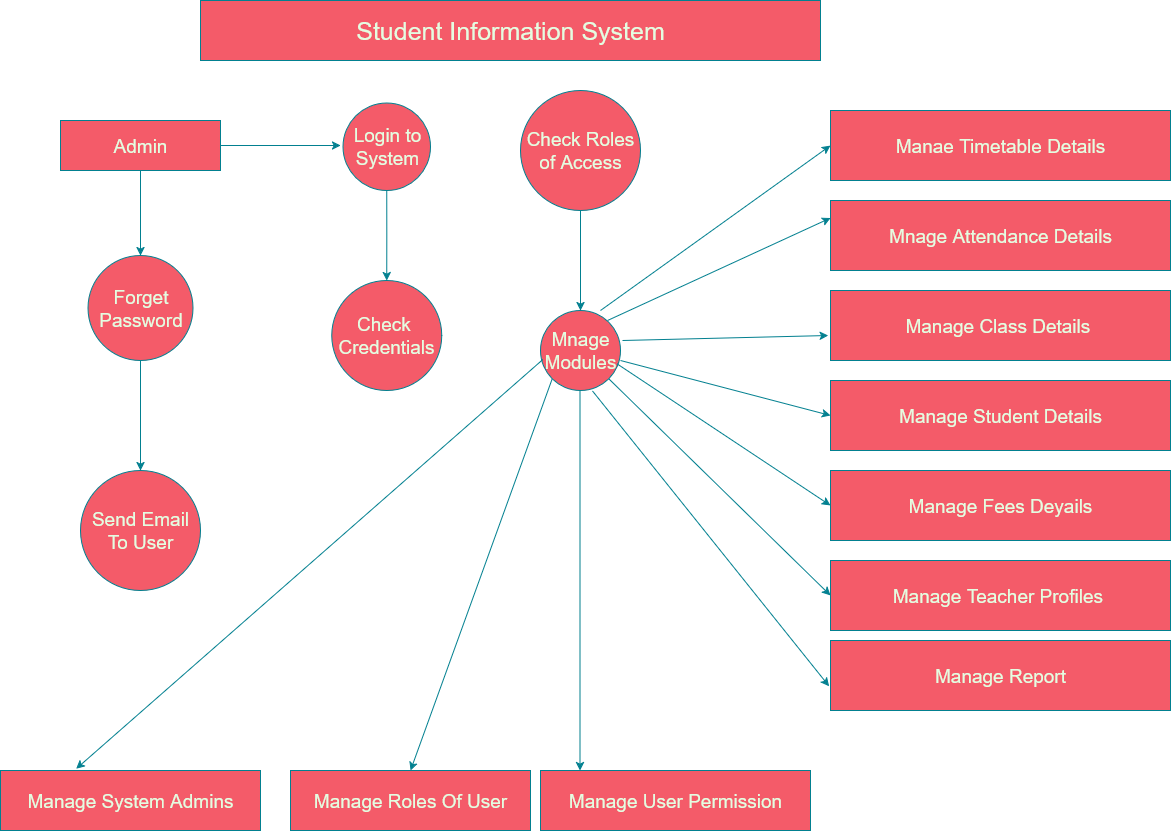 Student Information System
Admin
Login to
System
Check Roles
of Access
Manae Timetable Details
Mnage Attendance Details
Forget
Password
Check
Credentials
Mnage
Modules
Manage Class Details
Manage Student Details
Manage Fees Deyails
Send Email
To User
Manage Teacher Profiles
Manage Report
Manage System Admins
Manage Roles Of User
Manage User Permission